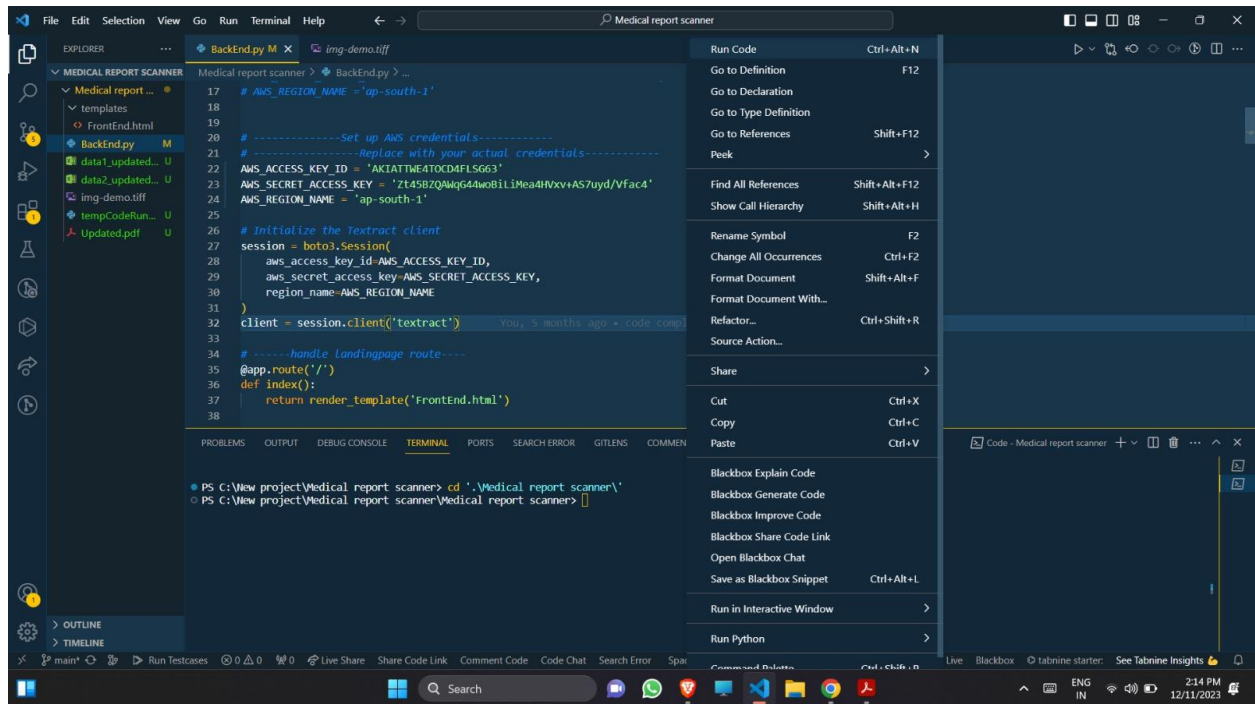 File Edit Selection View Go Run Terminal Help
Medical report scanner
EXPLORER
MEDICAL REPORT SCANNER
Medical report ...
templates
FrontEnd.html
BackEnd.py M
data1_updated... U
data2_updated... U
img-demo.tiff
tempCodeRun... U
Updated.pdf U
OUTLINE
TIMELINE
BackEnd.py M
img-demo.tiff
Medical report scanner > BackEnd.py > ...
17 # AWS_REGION_NAME ='ap-south-1'
18
19
20 # --------------Set up AWS credentials------------
21 # -----------------Replace with your actual credentials------------
22 AWS_ACCESS_KEY_ID = 'AKIATTWE4TOCD4FLSG63'
23 AWS_SECRET_ACCESS_KEY = 'Zt45BZQAWqG44woBiLiMea4HVxv+AS7uyd/Vfac4'
24 AWS_REGION_NAME = 'ap-south-1'
25
26 # Initialize the Textract client
27 session = boto3.Session(
28 aws_access_key_id=AWS_ACCESS_KEY_ID,
29 aws_secret_access_key=AWS_SECRET_ACCESS_KEY,
30 region_name=AWS_REGION_NAME
31 )
32 client = session.client('textract') You, 5 months ago • code compl
33
34 # ------handle landingpage route----
35 @app.route('/')
36 def index():
37 return render_template('FrontEnd.html')
38
PROBLEMS OUTPUT DEBUG CONSOLE TERMINAL PORTS SEARCH ERROR GITLENS COMMEN
Code - Medical report scanner
PS C:\New project\Medical report scanner> cd '.\Medical report scanner\'
PS C:\New project\Medical report scanner\Medical report scanner>
Run Code Ctrl+Alt+N
Go to Definition F12
Go to Declaration
Go to Type Definition
Go to References Shift+F12
Peek
Find All References Shift+Alt+F12
Show Call Hierarchy Shift+Alt+H
Rename Symbol F2
Change All Occurrences Ctrl+F2
Format Document Shift+Alt+F
Format Document With...
Refactor... Ctrl+Shift+R
Source Action...
Share
Cut Ctrl+X
Copy Ctrl+C
Paste Ctrl+V
Blackbox Explain Code
Blackbox Generate Code
Blackbox Improve Code
Blackbox Share Code Link
Open Blackbox Chat
Save as Blackbox Snippet Ctrl+Alt+L
Run in Interactive Window
Run Python
Command Palette... Ctrl+Shift+P
main* Run Testcases 0 0 0 Live Share Share Code Link Comment Code Code Chat Search Error Spac Live Blackbox tabnine starter: See Tabnine Insights
Search
ENG
IN
2:14 PM
12/11/2023